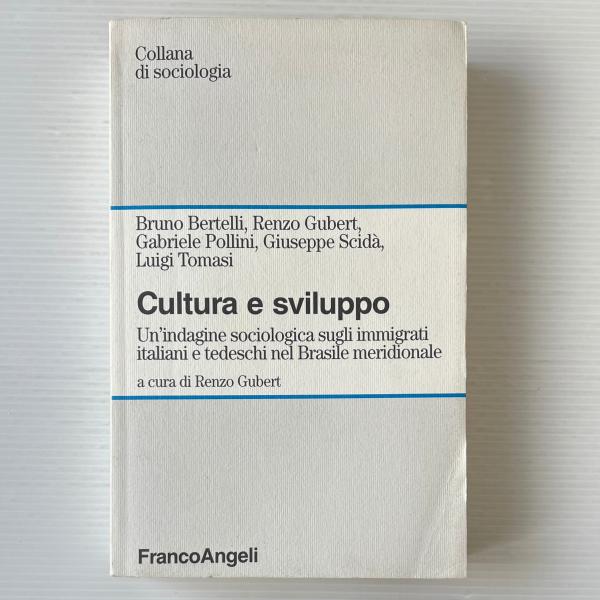 Collana
di sociologia
Bruno Bertelli, Renzo Gubert,
Gabriele Pollini, Giuseppe Scidà,
Luigi Tomasi
Cultura e sviluppo
Un'indagine sociologica sugli immigrati
italiani e tedeschi nel Brasile meridionale
a cura di Renzo Gubert
FrancoAngeli